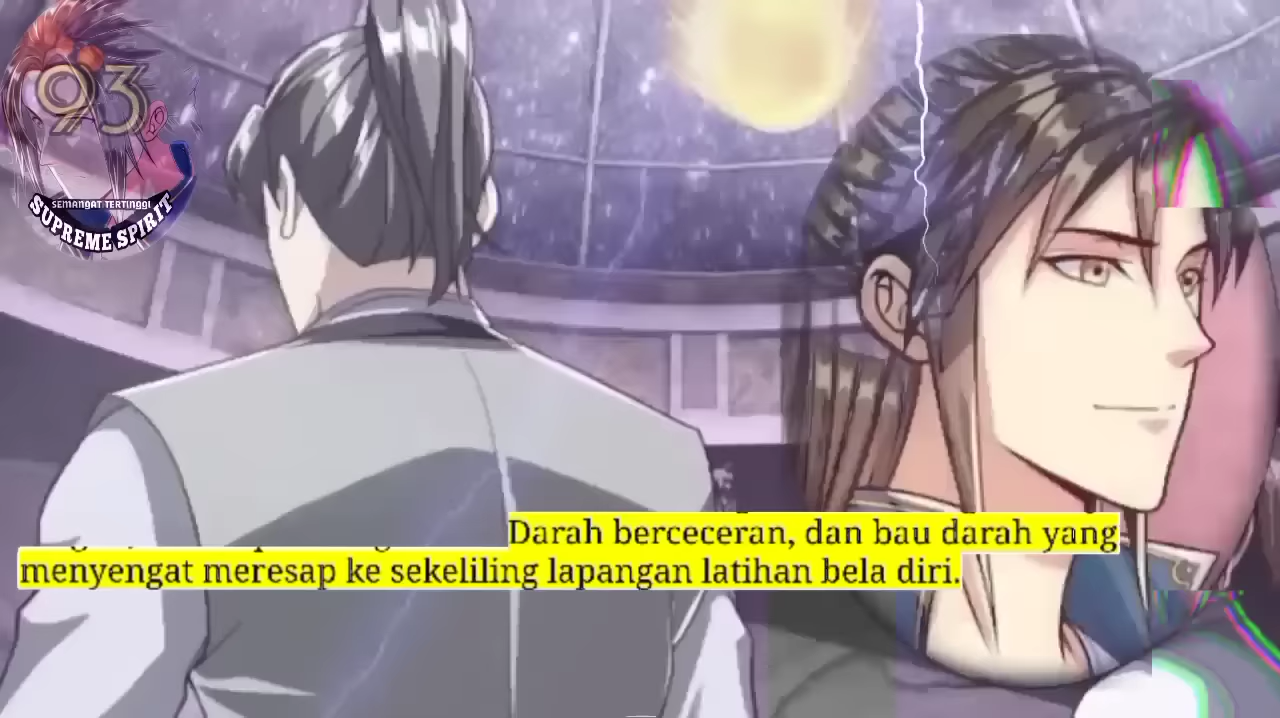 93
SEMANGAT TERTINGGI
SUPREME SPIRIT
Darah berceceran, dan bau darah yang
menyengat meresap ke sekeliling lapangan latihan bela diri.